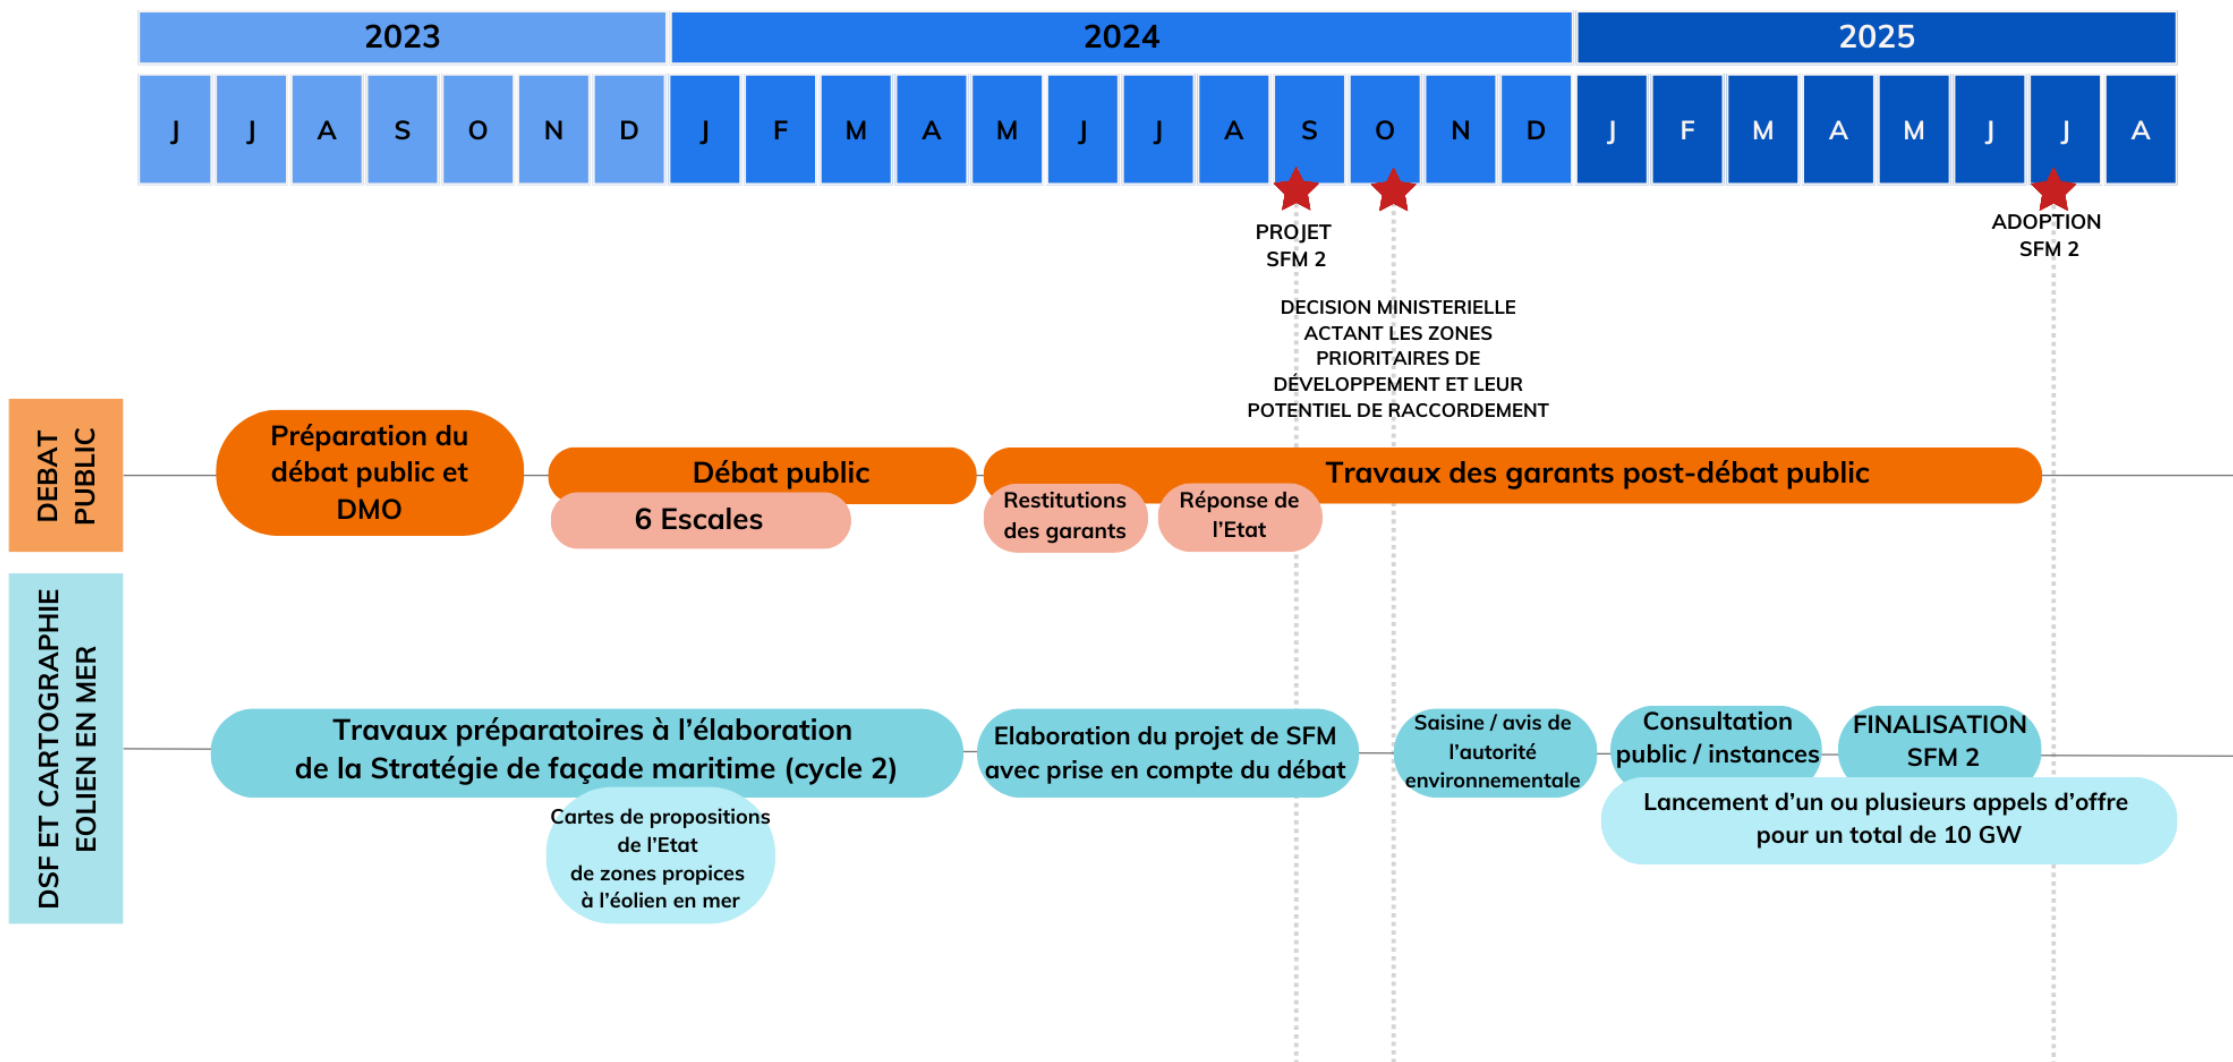 2023
2024
2025
J J A S O N D J F M A M J J A S O N D J F M A M J J A
PROJET
SFM 2
ADOPTION
SFM 2
DECISION MINISTERIELLE
ACTANT LES ZONES
PRIORITAIRES DE
DÉVELOPPEMENT ET LEUR
POTENTIEL DE RACCORDEMENT
DEBAT
PUBLIC
Préparation du
débat public et
DMO
Débat public
6 Escales
Travaux des garants post-débat public
Restitutions
des garants
Réponse de
l'Etat
DSF ET CARTOGRAPHIE
EOLIEN EN MER
Travaux préparatoires à l'élaboration
de la Stratégie de façade maritime (cycle 2)
Cartes de propositions
de l'Etat
de zones propices
à l'éolien en mer
Elaboration du projet de SFM
avec prise en compte du débat
Saisine / avis de
l'autorité
environnementale
Consultation
public / instances
FINALISATION
SFM 2
Lancement d'un ou plusieurs appels d'offre
pour un total de 10 GW